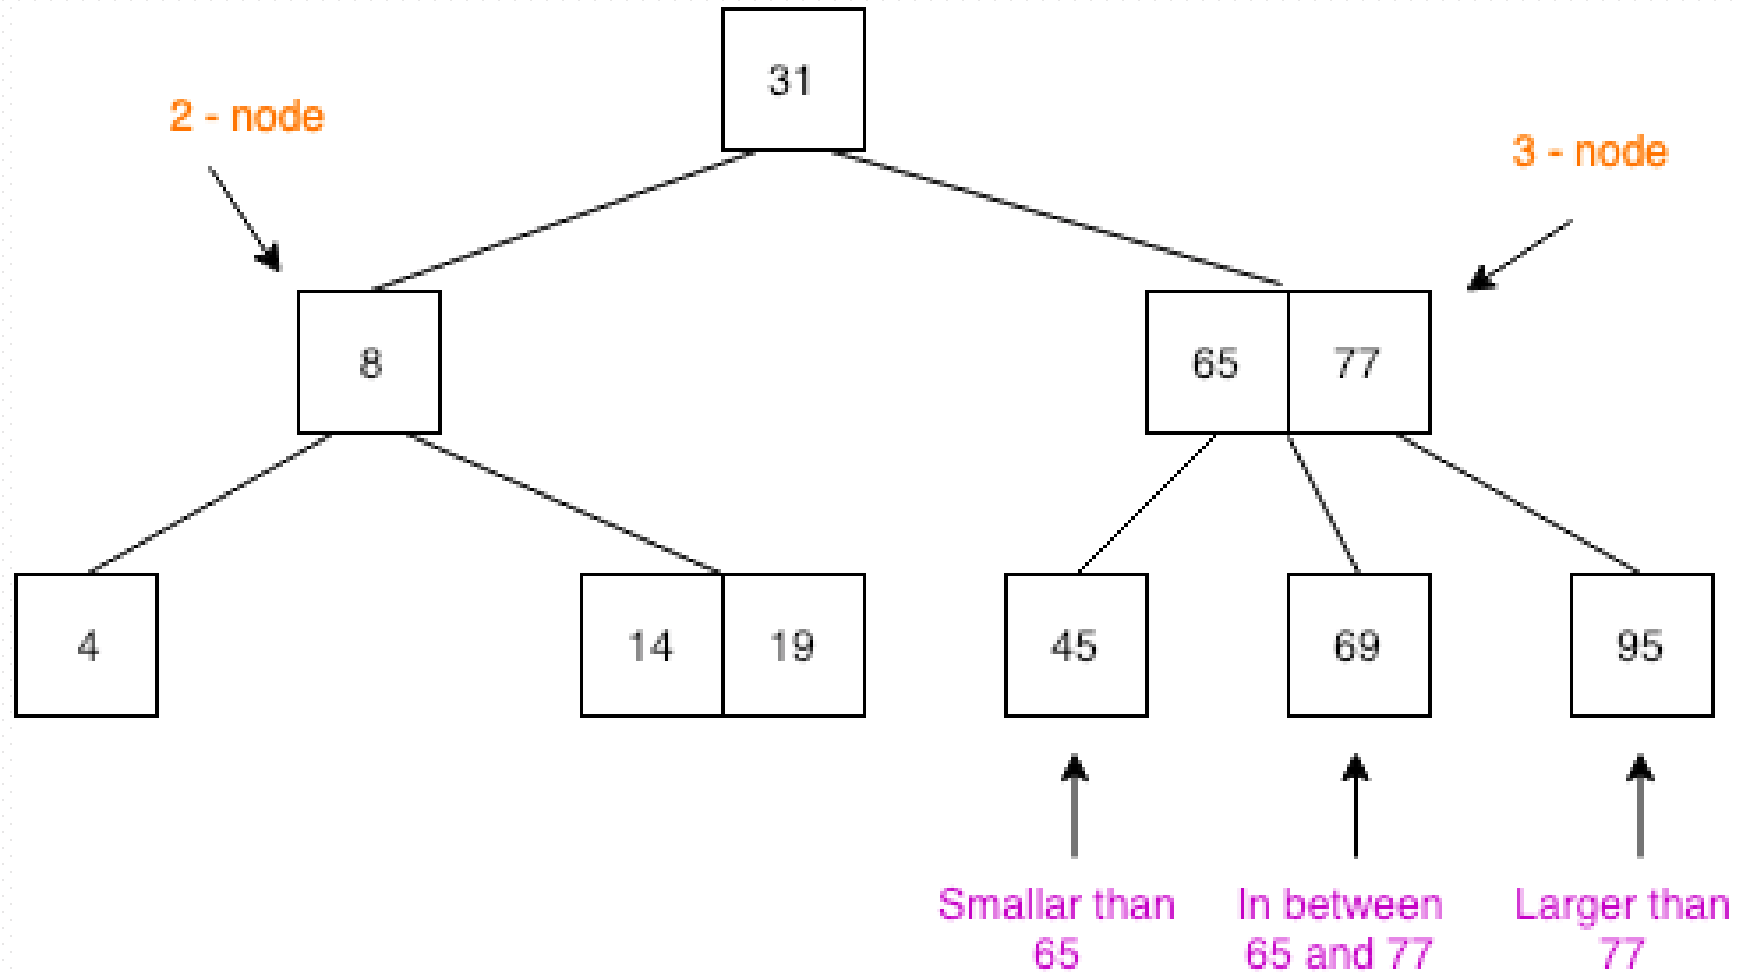 31
2 - node
3 - node
8
65 77
4
14 19
45
69
95
Smallar than
65
In between
65 and 77
Larger than
77